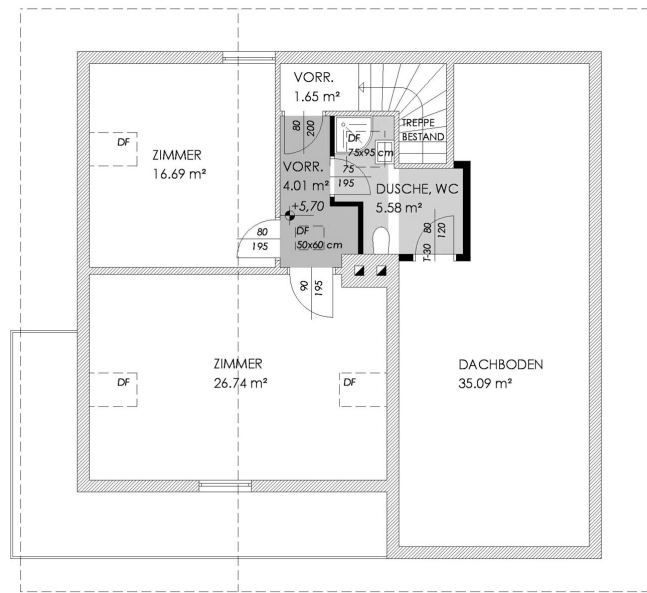 VORR.
1.65 m²
TREPPE
BESTAND
80
200
DF
75x95 cm
DF
ZIMMER
16.69 m²
VORR.
4.01 m²
75
195
DUSCHE, WC
5.58 m²
+5,70
80
195
DF
50x60 cm
T-30
80
120
90
195
ZIMMER
26.74 m²
DF
DF
DACHBODEN
35.09 m²